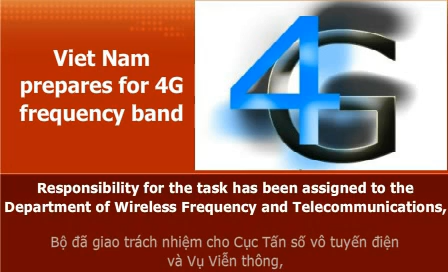 Viet Nam
prepares for 4G
frequency band
4G
Responsibility for the task has been assigned to the
Department of Wireless Frequency and Telecommunications,
Bộ đã giao trách nhiệm cho Cục Tấn số vô tuyến điện
và Vụ Viễn thông,